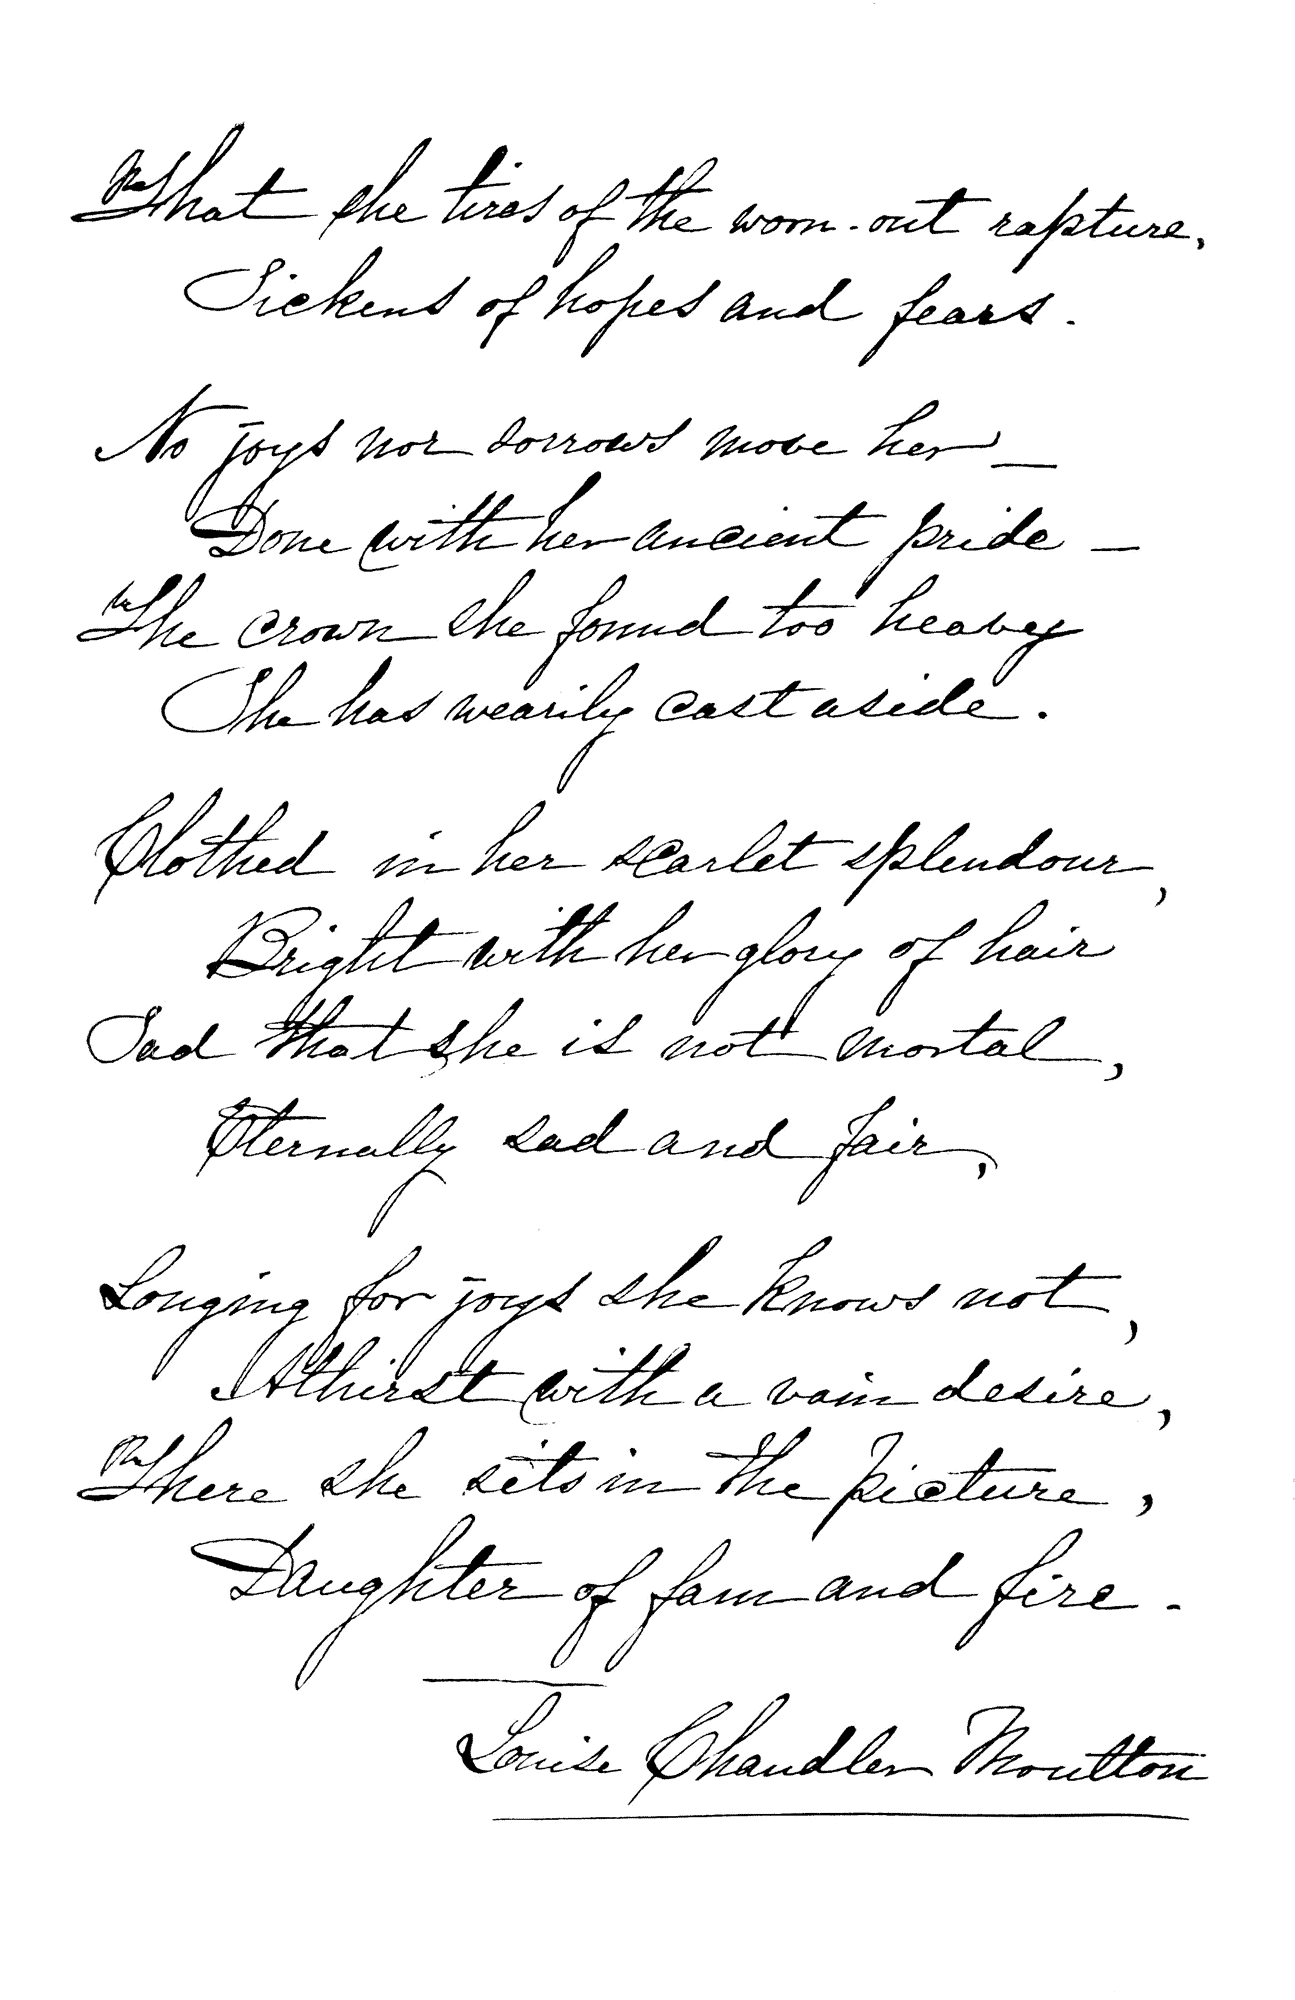 That she tires of the worn-out rapture,
Sickens of hopes and fears.
No joys nor sorrows move her —
Done with her ancient pride —
The crown she found too heavy
She has wearily cast aside.
Clothed in her scarlet splendour,
Bright with her glory of hair
Sad that she is not mortal,
Eternally sad and fair,
Longing for joys she knows not,
Athirst with a vain desire,
There she sits in the picture,
Daughter of foam and fire.
Louise Chandler Moulton